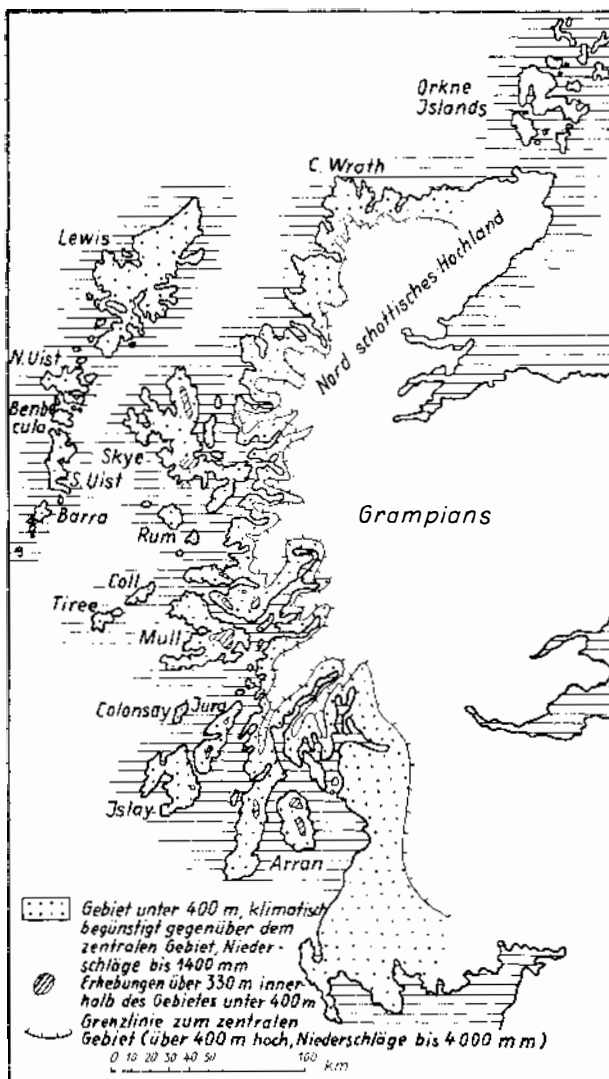 Orkne
Jslands
C. Wrath
Lewis
Nord schottisches Hochland
N. Uist
Benb
cula
Skye
S. Uist
Barra
Rum
Grampians
Coll
Tiree
Mull
Colonsay
Jura
Jslay
Arran
Gebiet unter 400 m, klimatisch
begünstigt gegenüber dem
zentralen Gebiet, Nieder-
schläge bis 1400 mm
Erhebungen über 330 m inner-
halb des Gebietes unter 400 m
Grenzlinie zum zentralen
Gebiet (über 400 m hoch, Niederschläge bis 4000 mm)
0 10 20 30 40 50 100
km